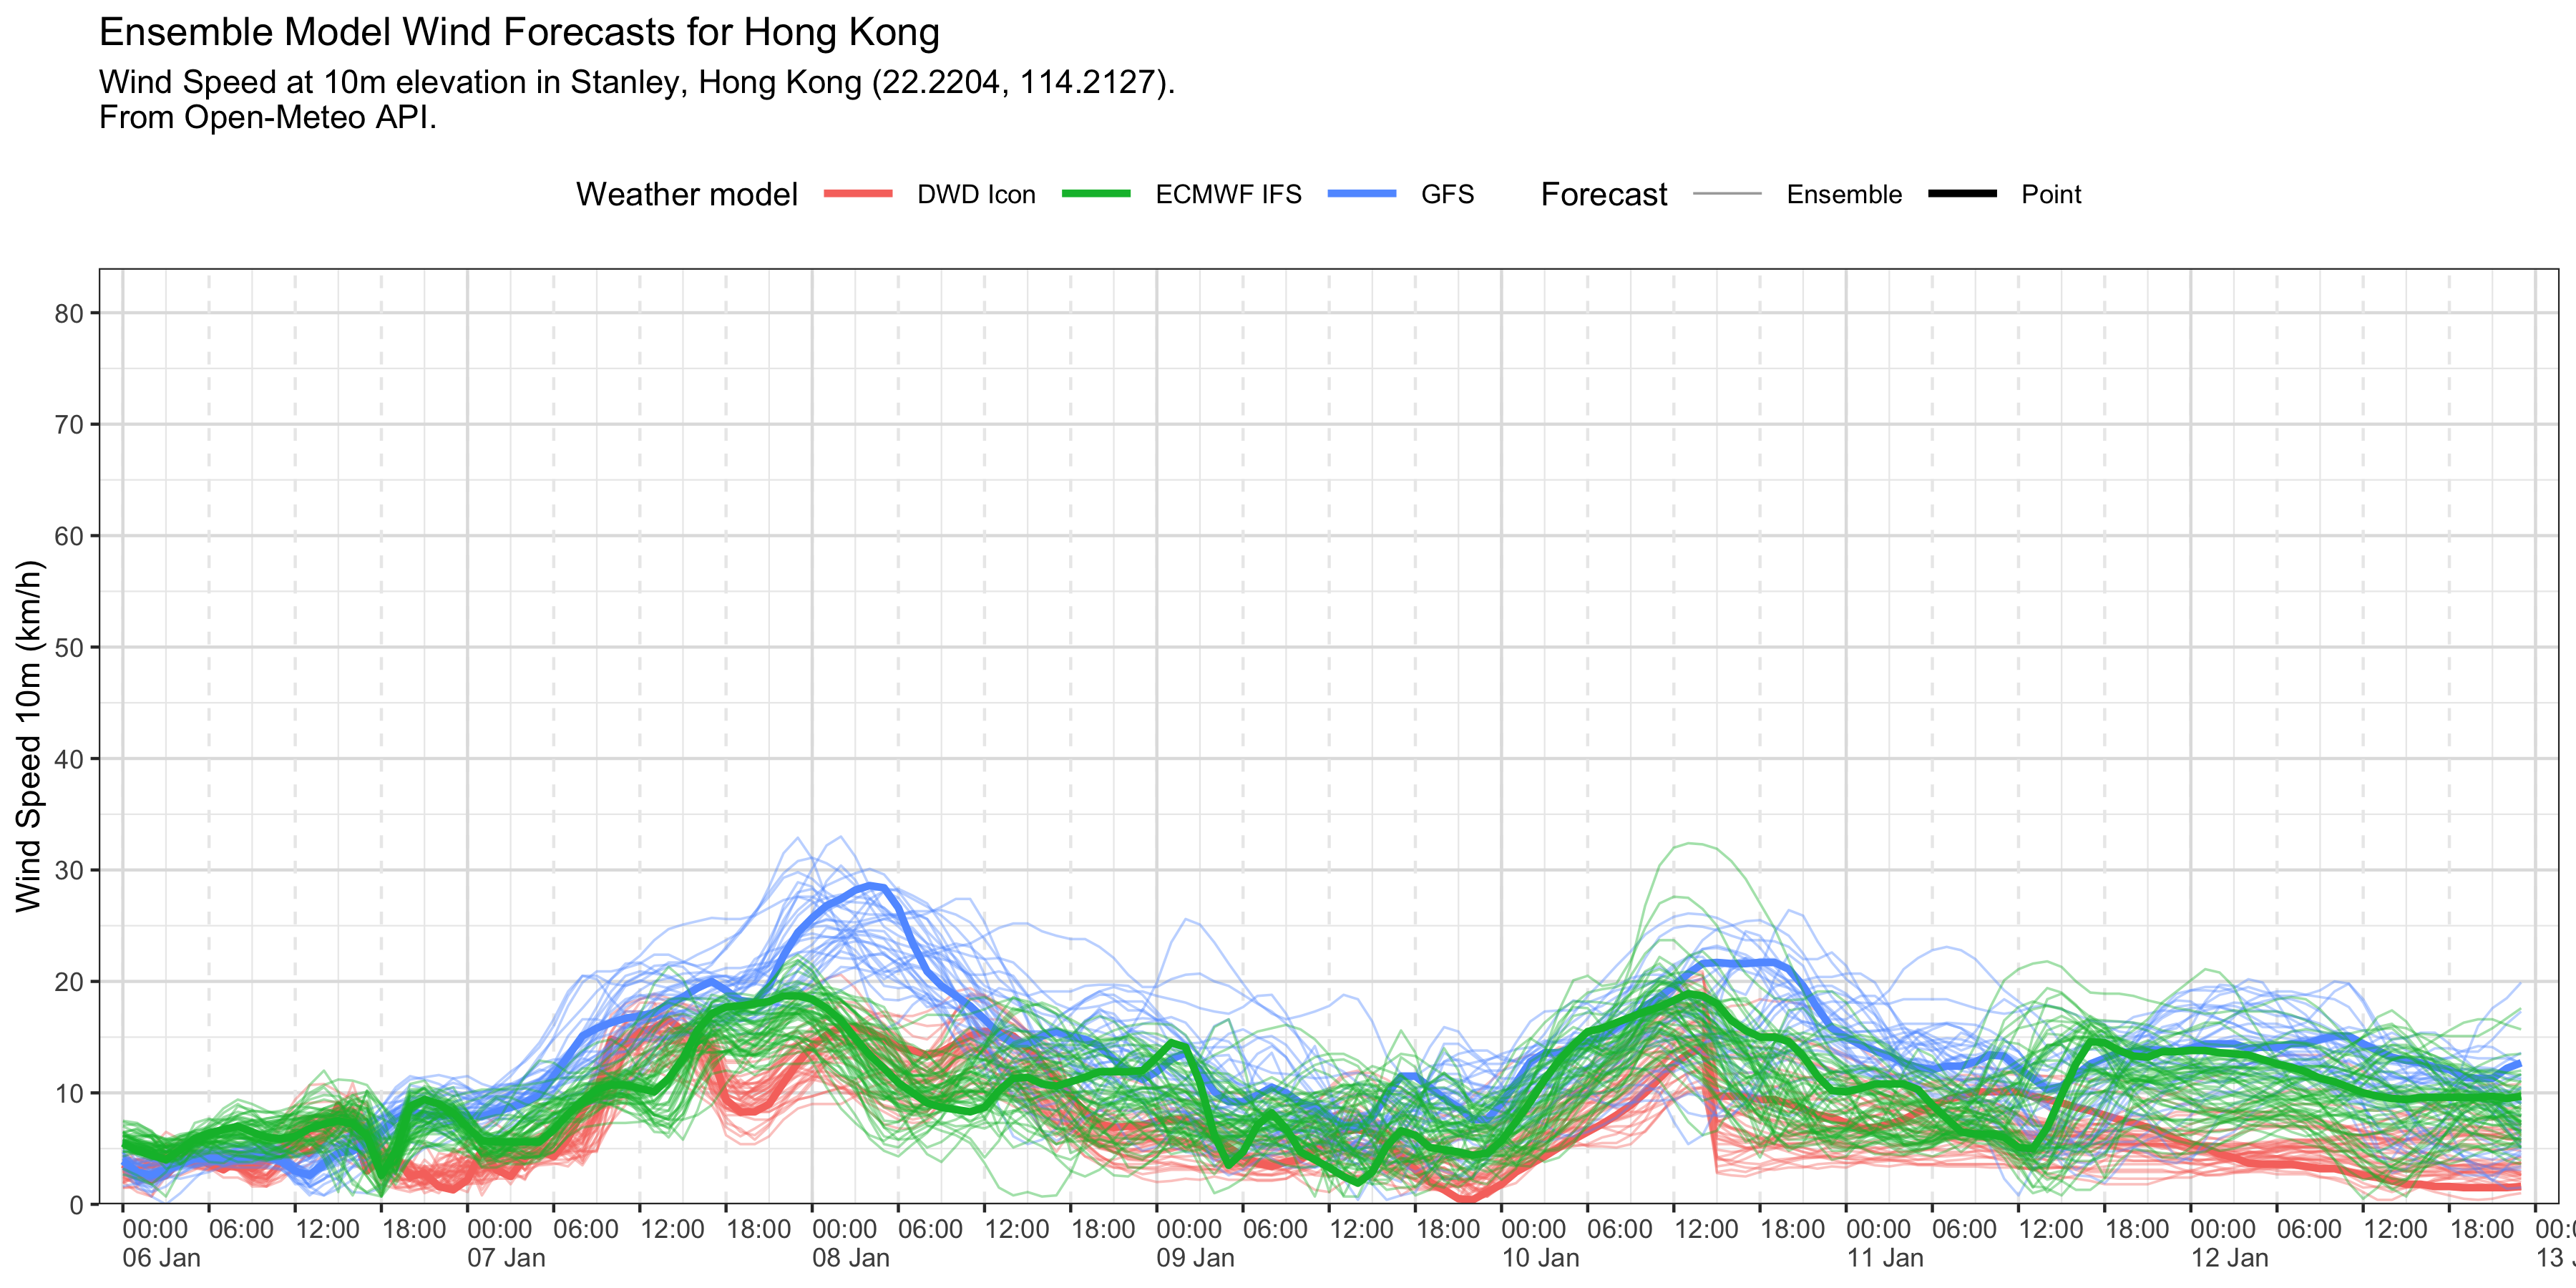 Ensemble Model Wind Forecasts for Hong Kong
Wind Speed at 10m elevation in Stanley, Hong Kong (22.2204, 114.2127).
From Open-Meteo API.
Weather model DWD Icon ECMWF IFS GFS Forecast Ensemble Point
Wind Speed 10m (km/h)
80
70
60
50
40
30
20
10
0
00:00 06:00 12:00 18:00 00:00 06:00 12:00 18:00 00:00 06:00 12:00 18:00 00:00 06:00 12:00 18:00 00:00 06:00 12:00 18:00 00:00 06:00 12:00 18:00 00:00 06:00 12:00 18:00 00:0
06 Jan 07 Jan 08 Jan 09 Jan 10 Jan 11 Jan 12 Jan 13 J